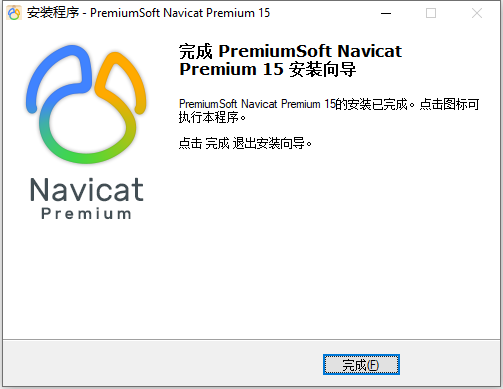 安装程序 - PremiumSoft Navicat Premium 15
完成 PremiumSoft Navicat
Premium 15 安装向导
PremiumSoft Navicat Premium 15的安装已完成。点击图标可
执行本程序。
点击 完成 退出安装向导。
Navicat
Premium
完成(F)